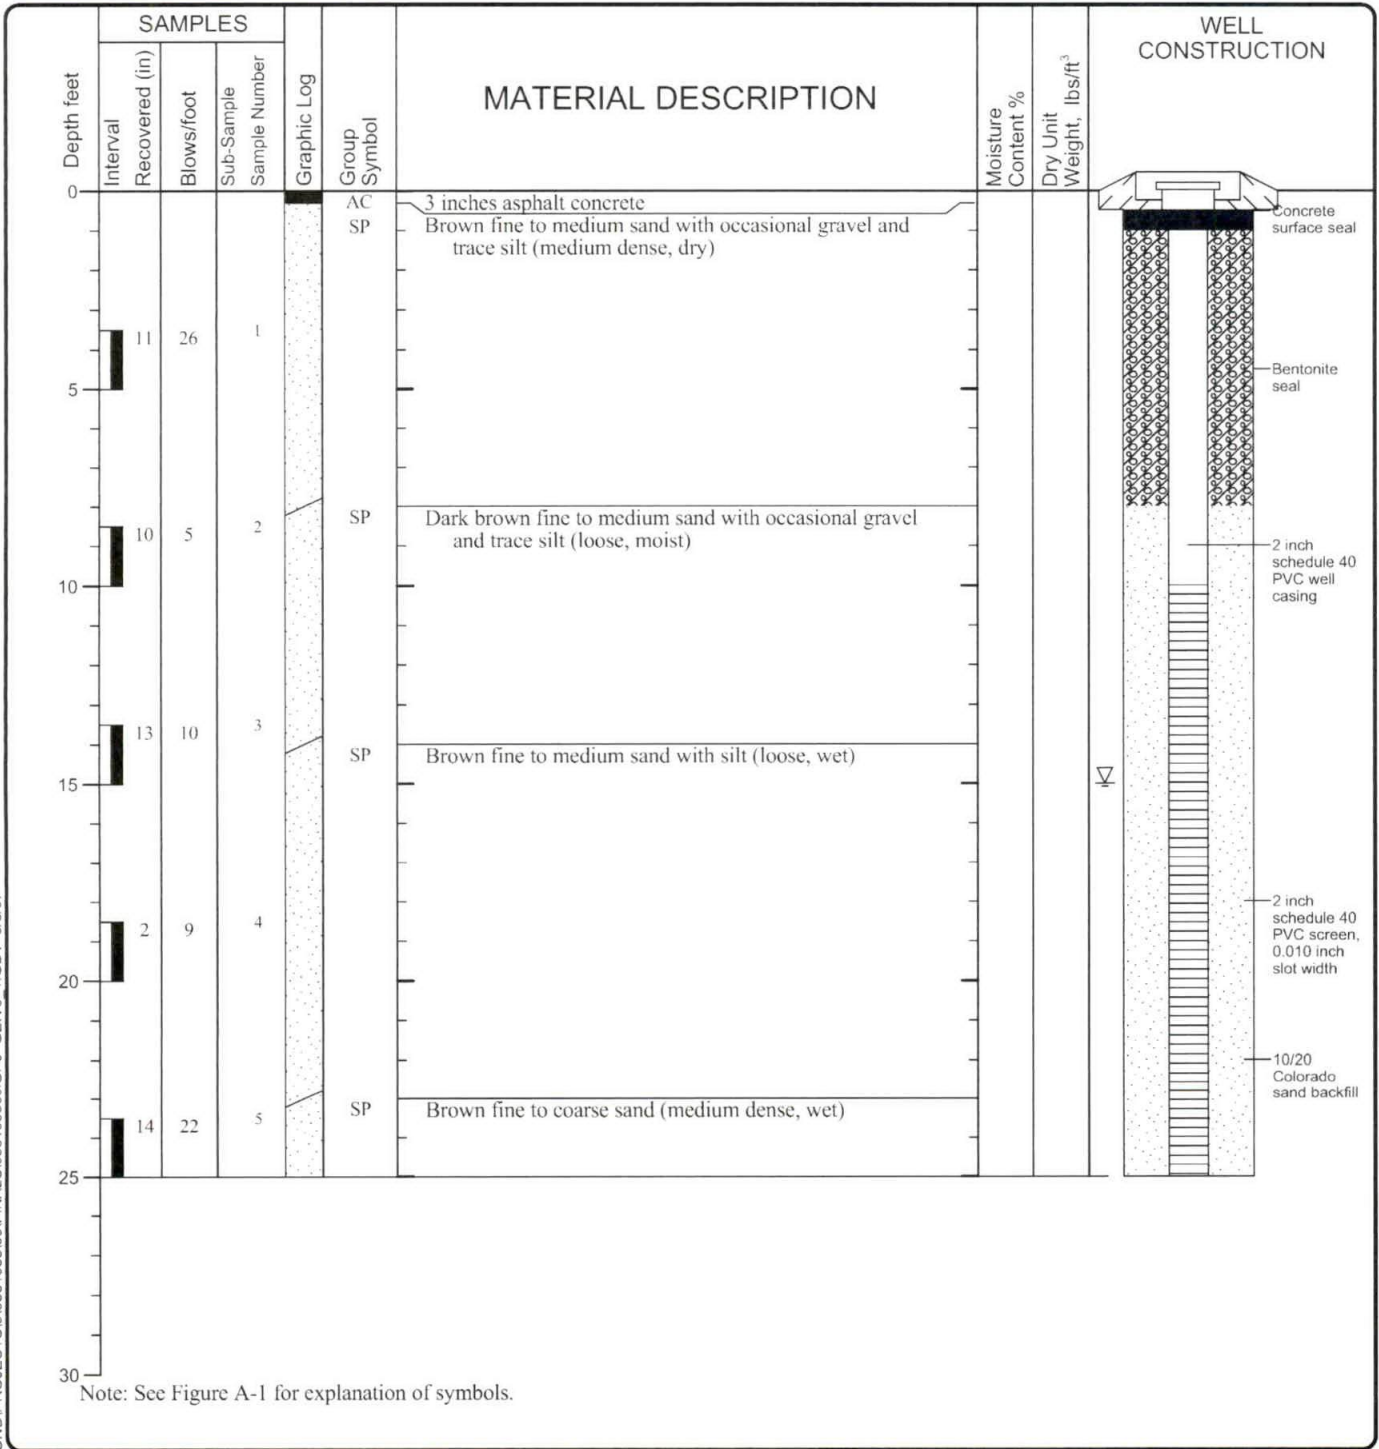 SAMPLES
WELL
CONSTRUCTION
Depth feet
Interval
Recovered (in)
Blows/foot
Sub-Sample
Sample Number
Graphic Log
Group
Symbol
MATERIAL DESCRIPTION
Moisture
Content %
Dry Unit
Weight, lbs/ft³
0
AC
3 inches asphalt concrete
SP
Brown fine to medium sand with occasional gravel and
trace silt (medium dense, dry)
Concrete
surface seal
11
26
1
Bentonite
seal
5
SP
Dark brown fine to medium sand with occasional gravel
and trace silt (loose, moist)
10
5
2
2 inch
schedule 40
PVC well
casing
10
13
10
3
SP
Brown fine to medium sand with silt (loose, wet)
15
2
9
4
2 inch
schedule 40
PVC screen,
0.010 inch
slot width
20
10/20
Colorado
sand backfill
SP
Brown fine to coarse sand (medium dense, wet)
14
22
5
25
30
Note: See Figure A-1 for explanation of symbols.